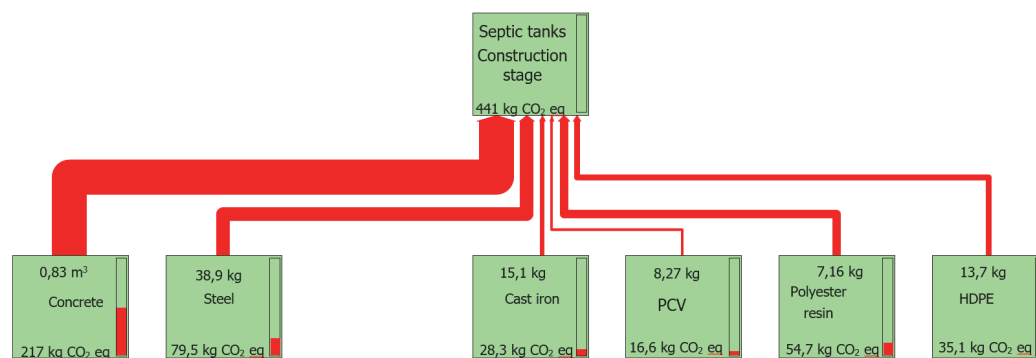 Septic tanks
Construction
stage
441 kg CO₂ eq
0,83 m³
Concrete
217 kg CO₂ eq
38,9 kg
Steel
79,5 kg CO₂ eq
15,1 kg
Cast iron
28,3 kg CO₂ eq
8,27 kg
PCV
16,6 kg CO₂ eq
7,16 kg
Polyester
resin
54,7 kg CO₂ eq
13,7 kg
HDPE
35,1 kg CO₂ eq